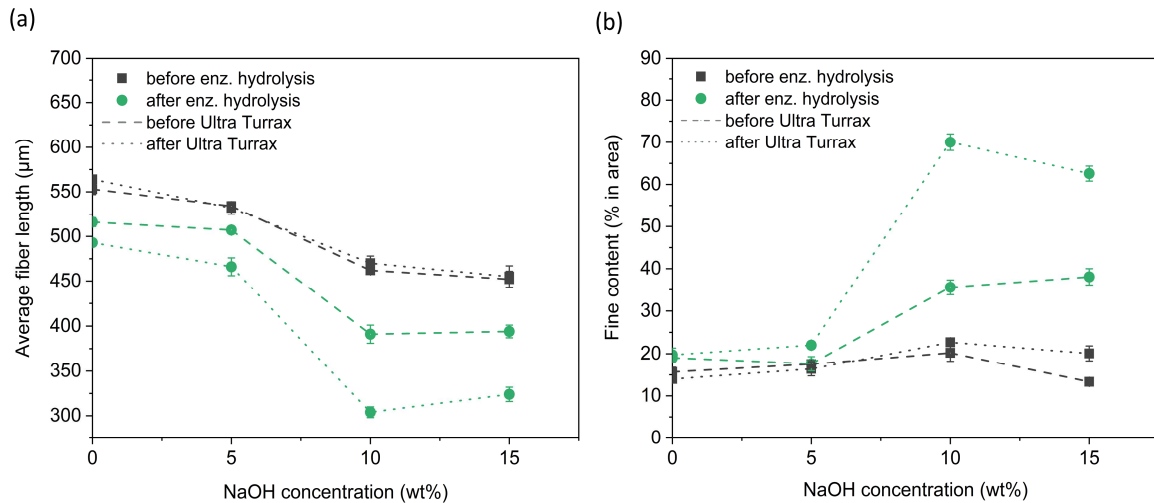 (a)
700
650
600
550
500
450
400
350
300
0
5
10
15
Average fiber length (µm)
NaOH concentration (wt%)
before enz. hydrolysis
after enz. hydrolysis
before Ultra Turrax
after Ultra Turrax
(b)
90
80
70
60
50
40
30
20
10
0
0
5
10
15
Fine content (% in area)
NaOH concentration (wt%)
before enz. hydrolysis
after enz. hydrolysis
before Ultra Turrax
after Ultra Turrax